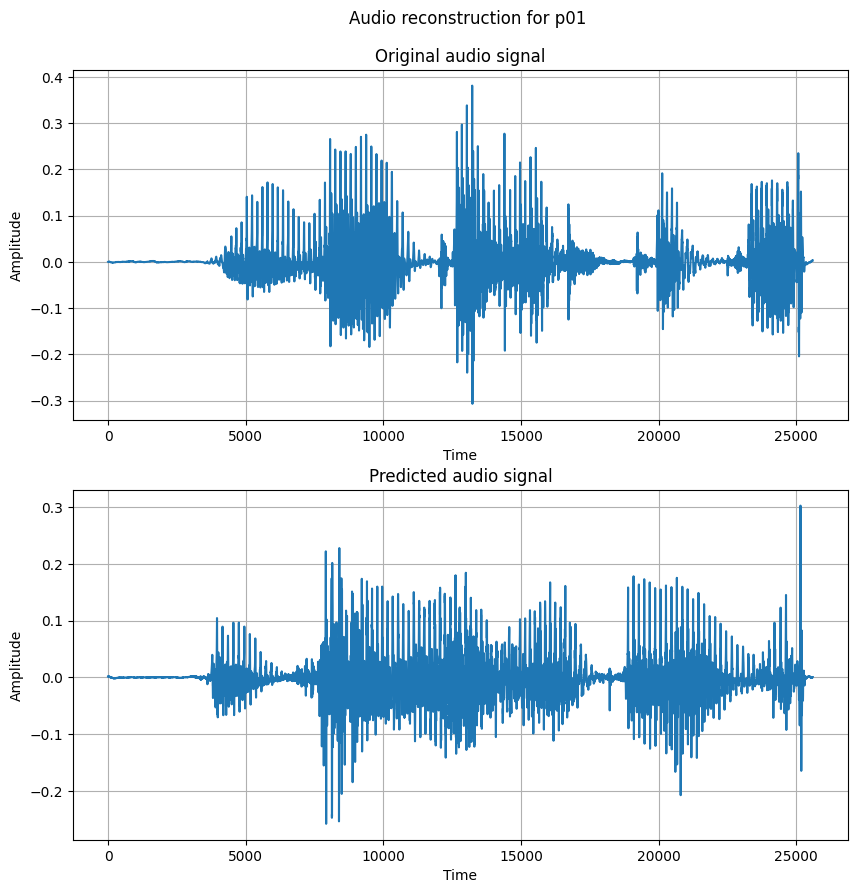 Audio reconstruction for p01
Original audio signal
0.4
0.3
0.2
0.1
0.0
−0.1
−0.2
−0.3
Amplitude
0 5000 10000 15000 20000 25000
Time
Predicted audio signal
0.3
0.2
0.1
0.0
−0.1
−0.2
Amplitude
0 5000 10000 15000 20000 25000
Time